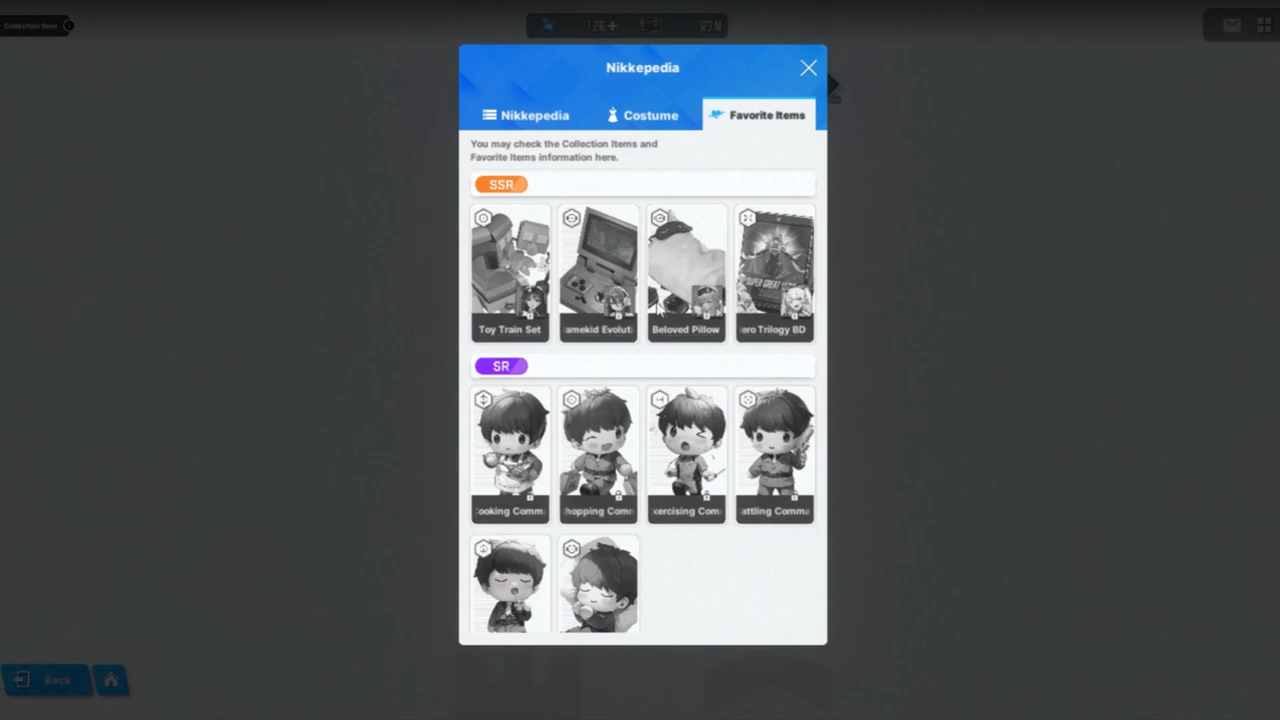 Collection Item
Nikkepedia
Nikkepedia
Costume
Favorite Items
You may check the Collection Items and
Favorite Items information here.
SSR
Toy Train Set
amekid Evoluti
Beloved Pillow
ero Trilogy BD
SR
ooking Comm
hopping Com
xercising Com
attling Comma
Back